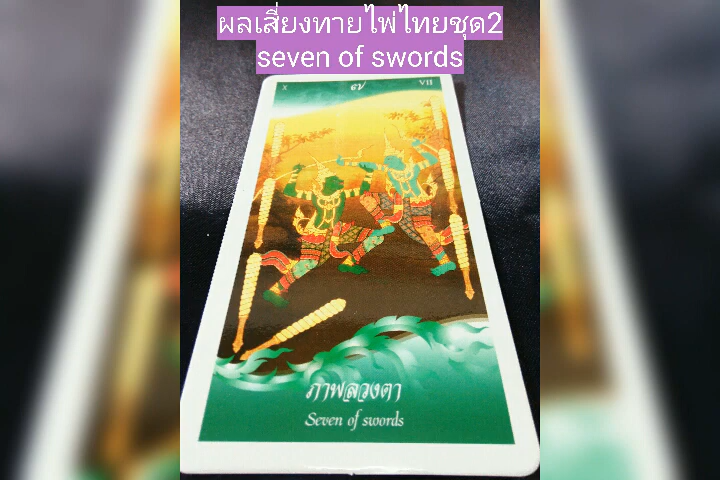 ผลเสี่ยงทายไพ่ไทยชุด2
seven of swords
X ๗ VII
ภาพลวงตา
Seven of swords